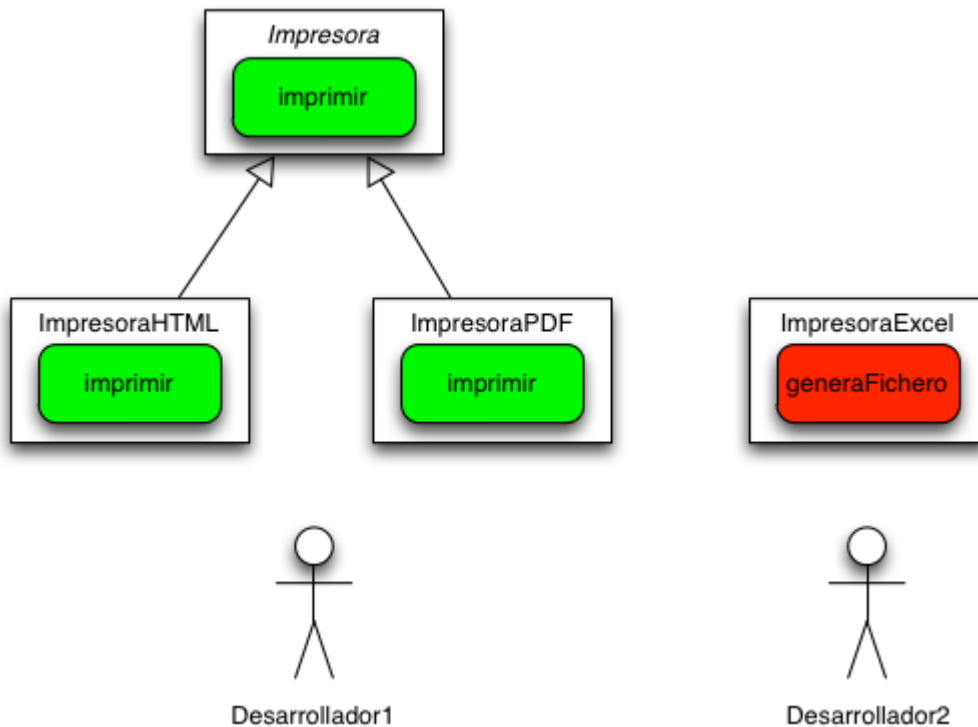 Impresora
imprimir
ImpresoraHTML
imprimir
ImpresoraPDF
imprimir
ImpresoraExcel
generaFichero
Desarrollador1
Desarrollador2